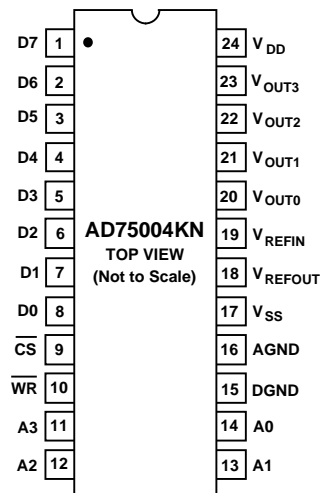 D7 1 24 VDD
D6 2 23 VOUT3
D5 3 22 VOUT2
D4 4 21 VOUT1
D3 5 20 VOUT0
AD75004KN
D2 6 19 VREFIN
TOP VIEW
D1 7 (Not to Scale) 18 VREFOUT
D0 8 17 VSS
CS 9 16 AGND
WR 10 15 DGND
A3 11 14 A0
A2 12 13 A1